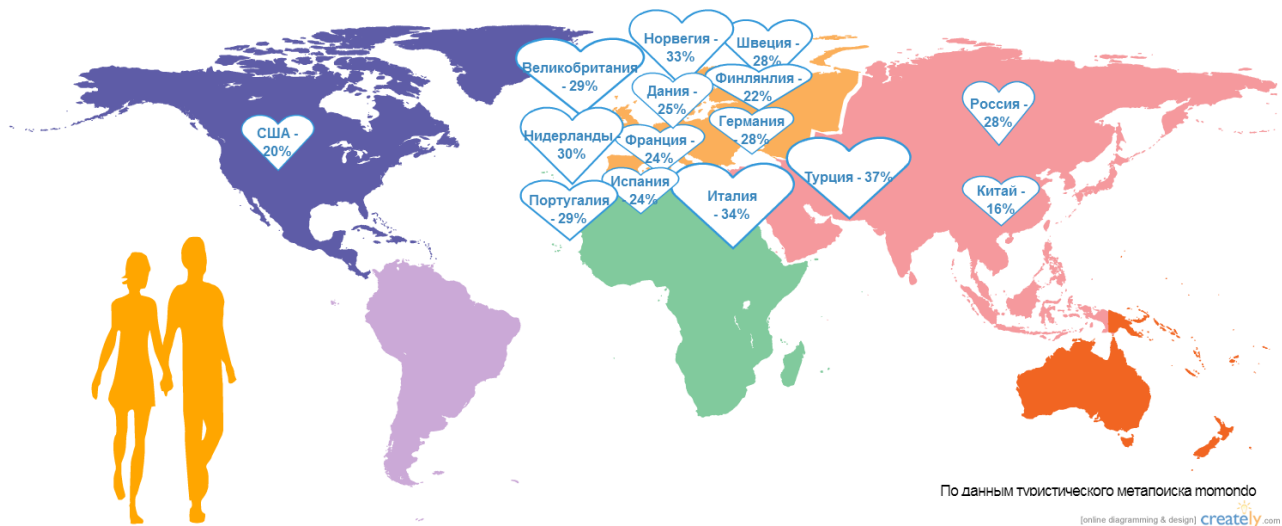 Норвегия -
33%
Швеция -
28%
Великобритания
- 29%
Финлянлия -
22%
Дания -
25%
Россия -
28%
США -
20%
Германия
- 28%
Нидерланды -
30%
Франция -
24%
Турция - 37%
Испания
- 24%
Италия
- 34%
Китай -
16%
Португалия
- 29%
По данным туристического метапоиска momondo
[online diagramming & design] creately.com